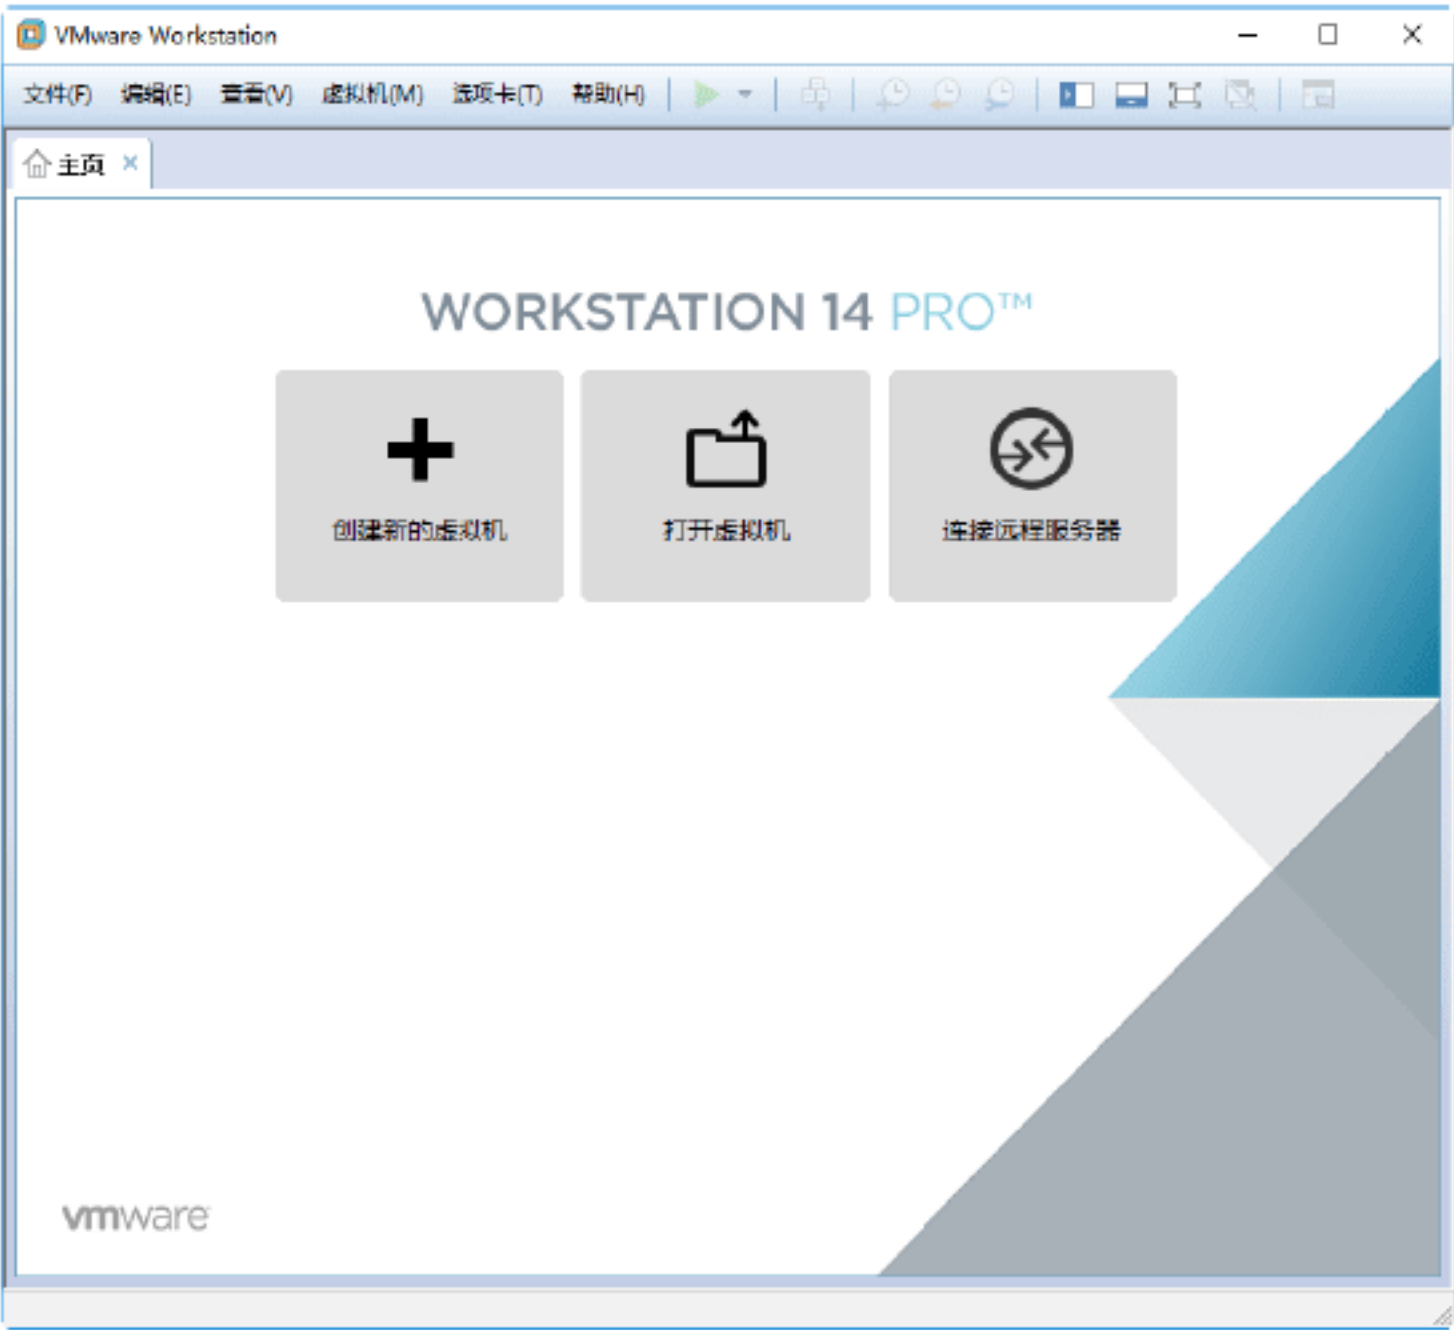 VMware Workstation
文件(F) 编辑(E) 查看(V) 虚拟机(M) 选项卡(T) 帮助(H)
主页
WORKSTATION 14 PRO™
创建新的虚拟机 打开虚拟机 连接远程服务器
vmware